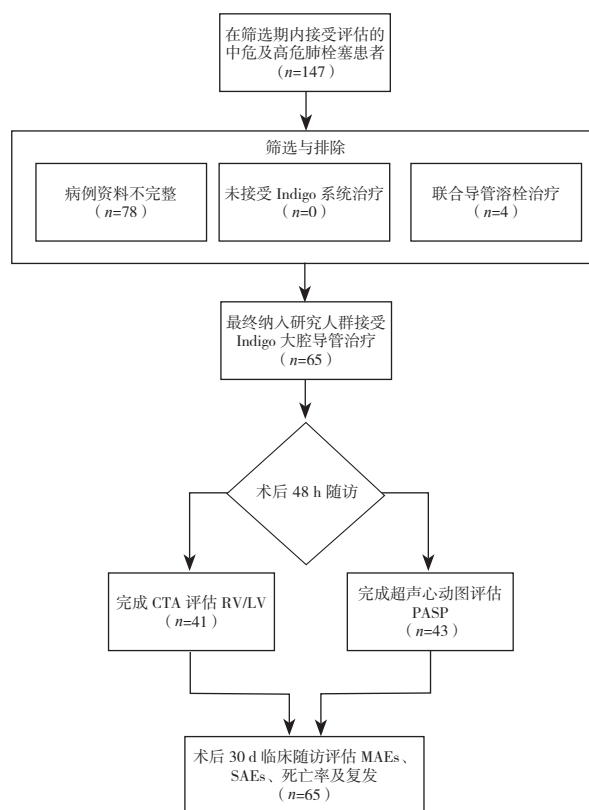 在筛选期内接受评估的
中危及高危肺栓塞患者
（n=147）
筛选与排除
病例资料不完整
（n=78）
未接受 Indigo 系统治疗
（n=0）
联合导管溶栓治疗
（n=4）
最终纳入研究人群接受
Indigo 大腔导管治疗
（n=65）
术后 48 h 随访
完成 CTA 评估 RV/LV
（n=41）
完成超声心动图评估
PASP
（n=43）
术后 30 d 临床随访评估 MAEs、
SAEs、死亡率及复发
（n=65）